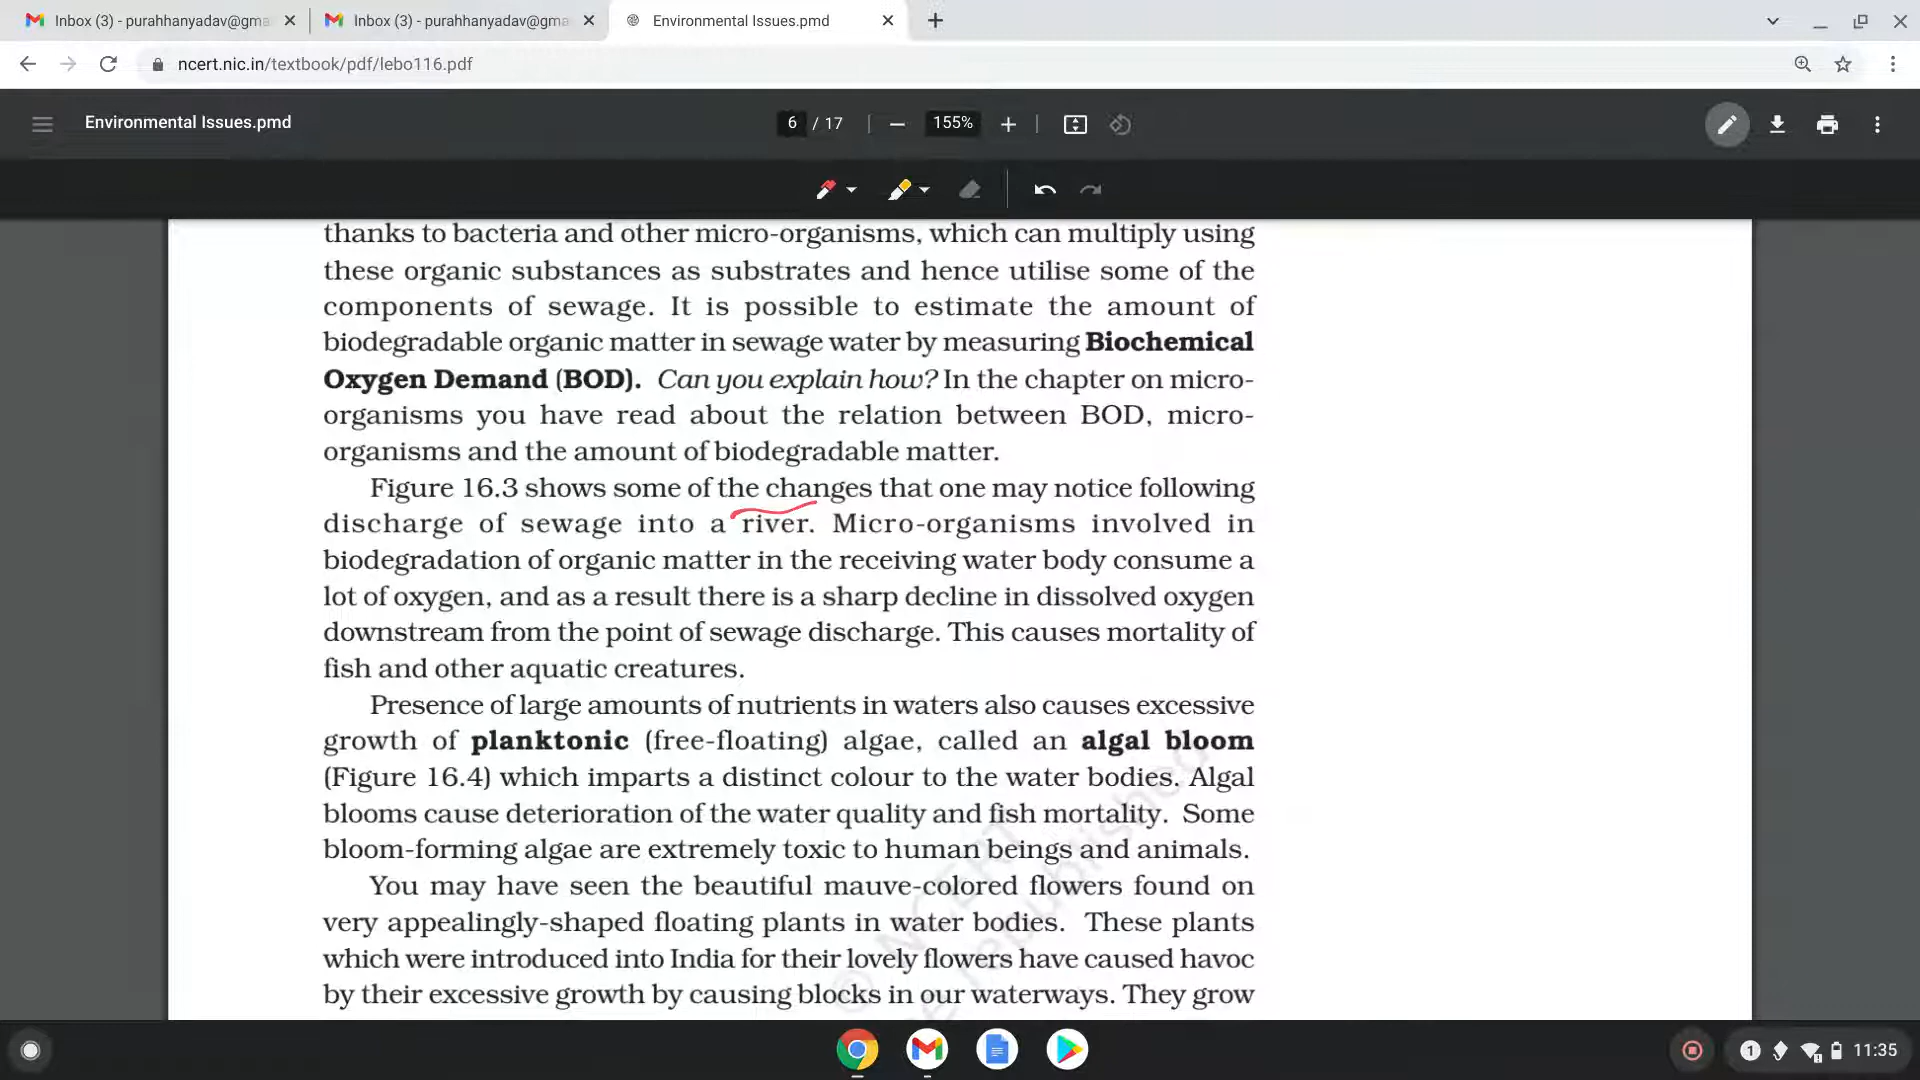 Inbox (3) - purahhanyadav@gma
Inbox (3) - purahhanyadav@gma
Environmental Issues.pmd
ncert.nic.in/textbook/pdf/lebo116.pdf
Environmental Issues.pmd
6 / 17
155%
thanks to bacteria and other micro-organisms, which can multiply using
these organic substances as substrates and hence utilise some of the
components of sewage. It is possible to estimate the amount of
biodegradable organic matter in sewage water by measuring Biochemical
Oxygen Demand (BOD). Can you explain how? In the chapter on micro-
organisms you have read about the relation between BOD, micro-
organisms and the amount of biodegradable matter.
Figure 16.3 shows some of the changes that one may notice following
discharge of sewage into a river. Micro-organisms involved in
biodegradation of organic matter in the receiving water body consume a
lot of oxygen, and as a result there is a sharp decline in dissolved oxygen
downstream from the point of sewage discharge. This causes mortality of
fish and other aquatic creatures.
Presence of large amounts of nutrients in waters also causes excessive
growth of planktonic (free-floating) algae, called an algal bloom
(Figure 16.4) which imparts a distinct colour to the water bodies. Algal
blooms cause deterioration of the water quality and fish mortality. Some
bloom-forming algae are extremely toxic to human beings and animals.
You may have seen the beautiful mauve-colored flowers found on
very appealingly-shaped floating plants in water bodies. These plants
which were introduced into India for their lovely flowers have caused havoc
by their excessive growth by causing blocks in our waterways. They grow
© NCERT
republished
1
11:35